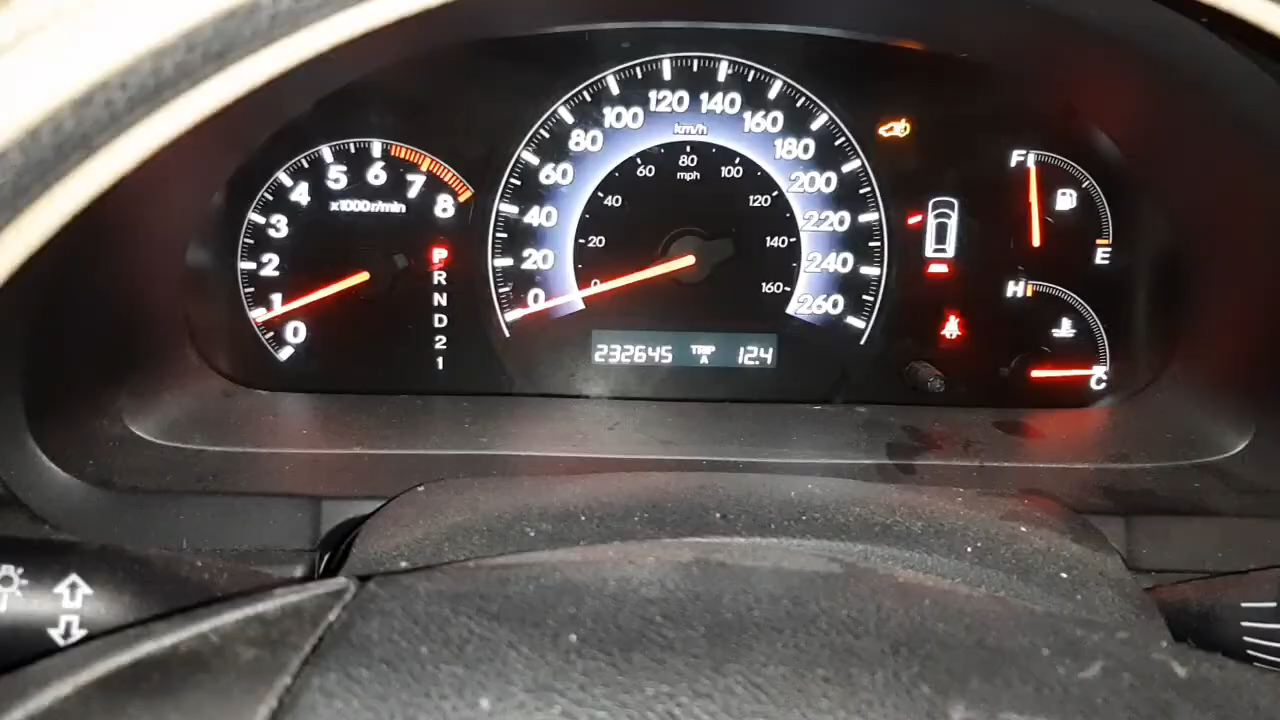 0 1 2 3 4 5 6 7 8
x1000r/min
P
R
N
D
2
1
0 20 40 60 80 100 120 140 160 180 200 220 240 260
km/h
0 20 40 60 80 100 120 140 160
mph
232645 TRIP A 12.4
F
E
H
C